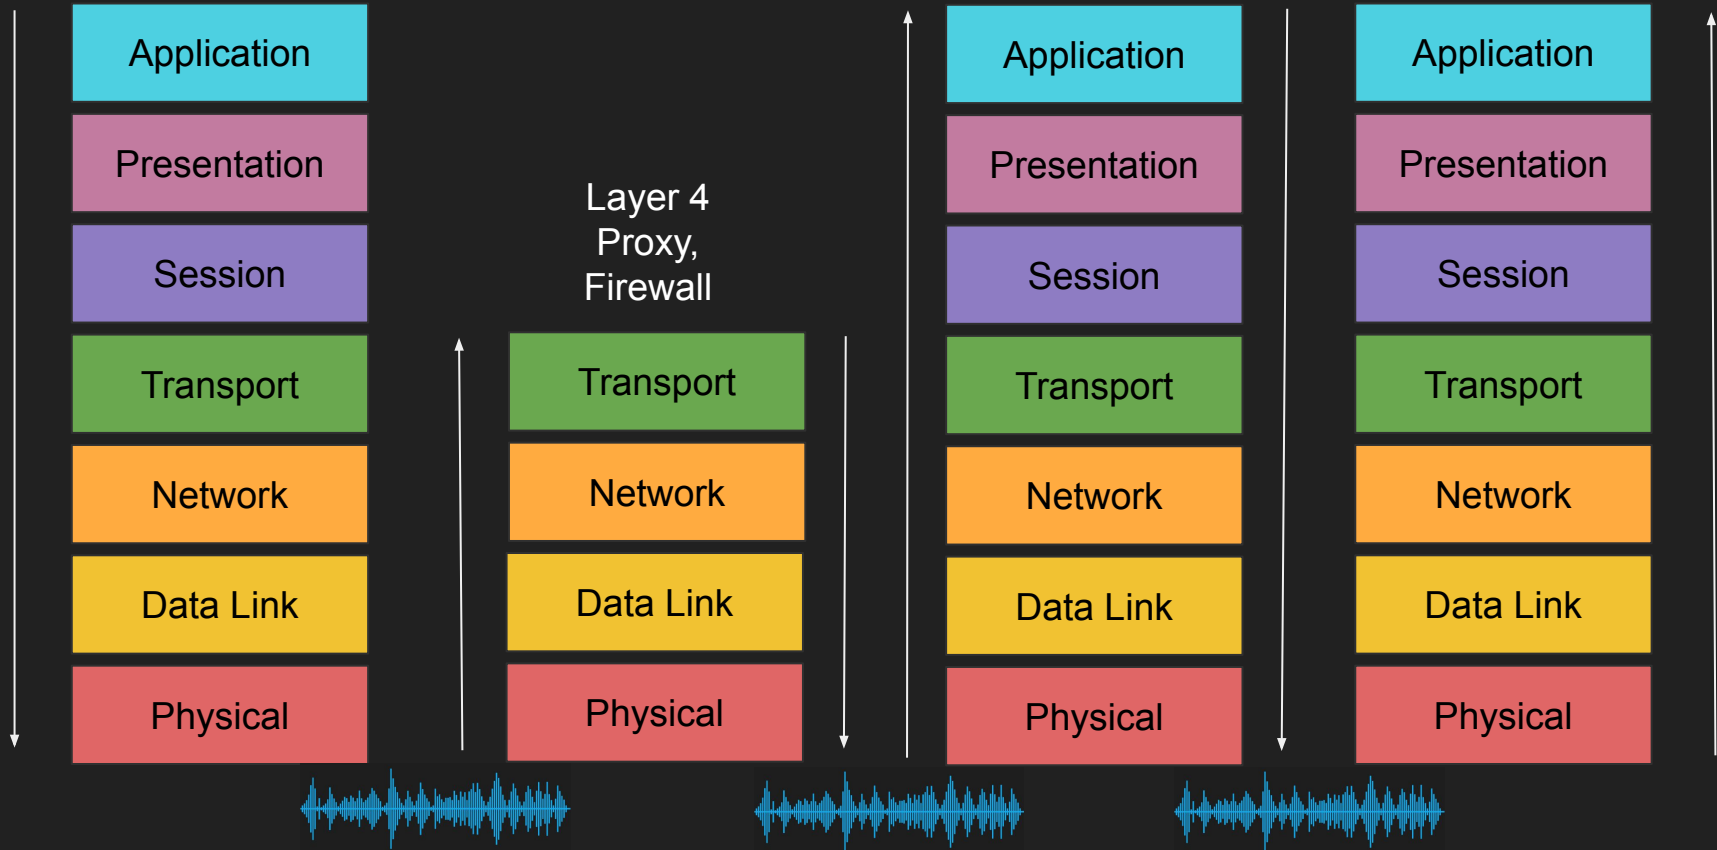 Application
Presentation
Session
Transport
Network
Data Link
Physical
Layer 4
Proxy,
Firewall
Transport
Network
Data Link
Physical
Application
Presentation
Session
Transport
Network
Data Link
Physical
Application
Presentation
Session
Transport
Network
Data Link
Physical